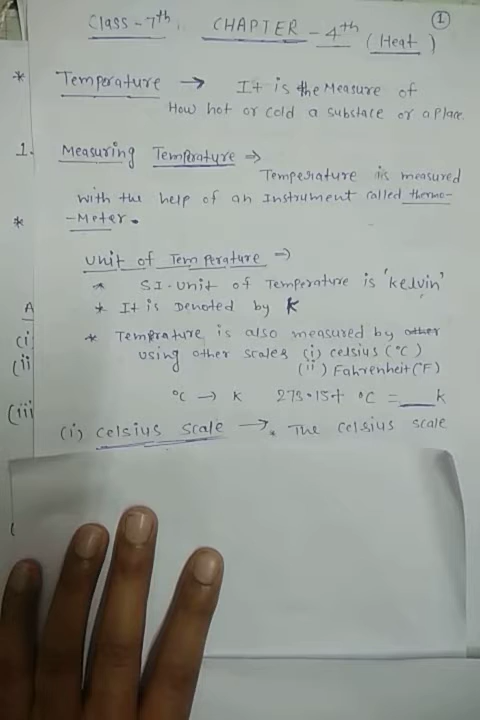 ①
Class - 7th. CHAPTER - 4th (Heat)
* Temperature → It is the Measure of
How hot or cold a substace or a Place.
1. Measuring Temperature ⇒
Temperature is measured
with the help of an Instrument called thermo-
* -Meter.
Unit of Temperature ⇒
* SI-Unit of Temperature is 'kelvin'
* It is Denoted by K
A
* Temprature is also measured by other
(i
using other scales (i) celsius (°C)
(ii
(ii) Fahrenheit (°F)
°C → K 273.15+ °C = __ K
(iii
(i) Celsius scale → * The celsius scale